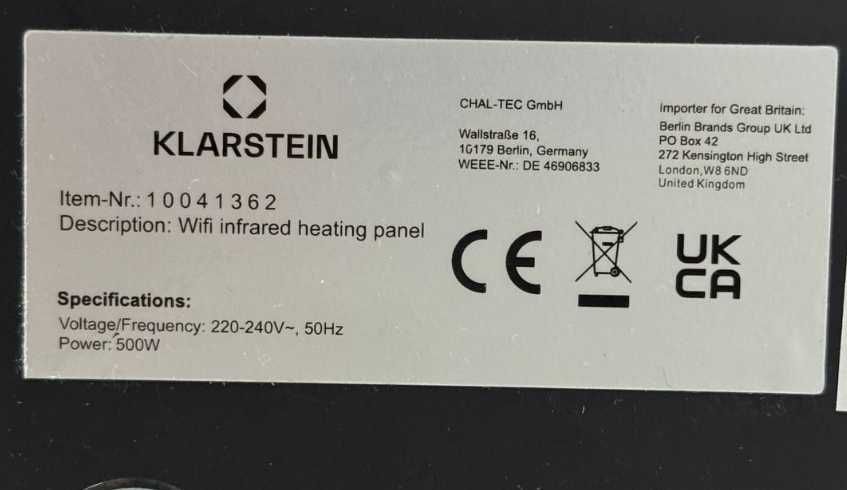 KLARSTEIN
Item-Nr.: 10041362
Description: Wifi infrared heating panel
Specifications:
Voltage/Frequency: 220-240V~, 50Hz
Power: 500W
CHAL-TEC GmbH
Wallstraße 16,
10179 Berlin, Germany
WEEE-Nr.: DE 46906833
Importer for Great Britain:
Berlin Brands Group UK Ltd
PO Box 42
272 Kensington High Street
London,W8 6ND
United Kingdom
CE
UK
CA